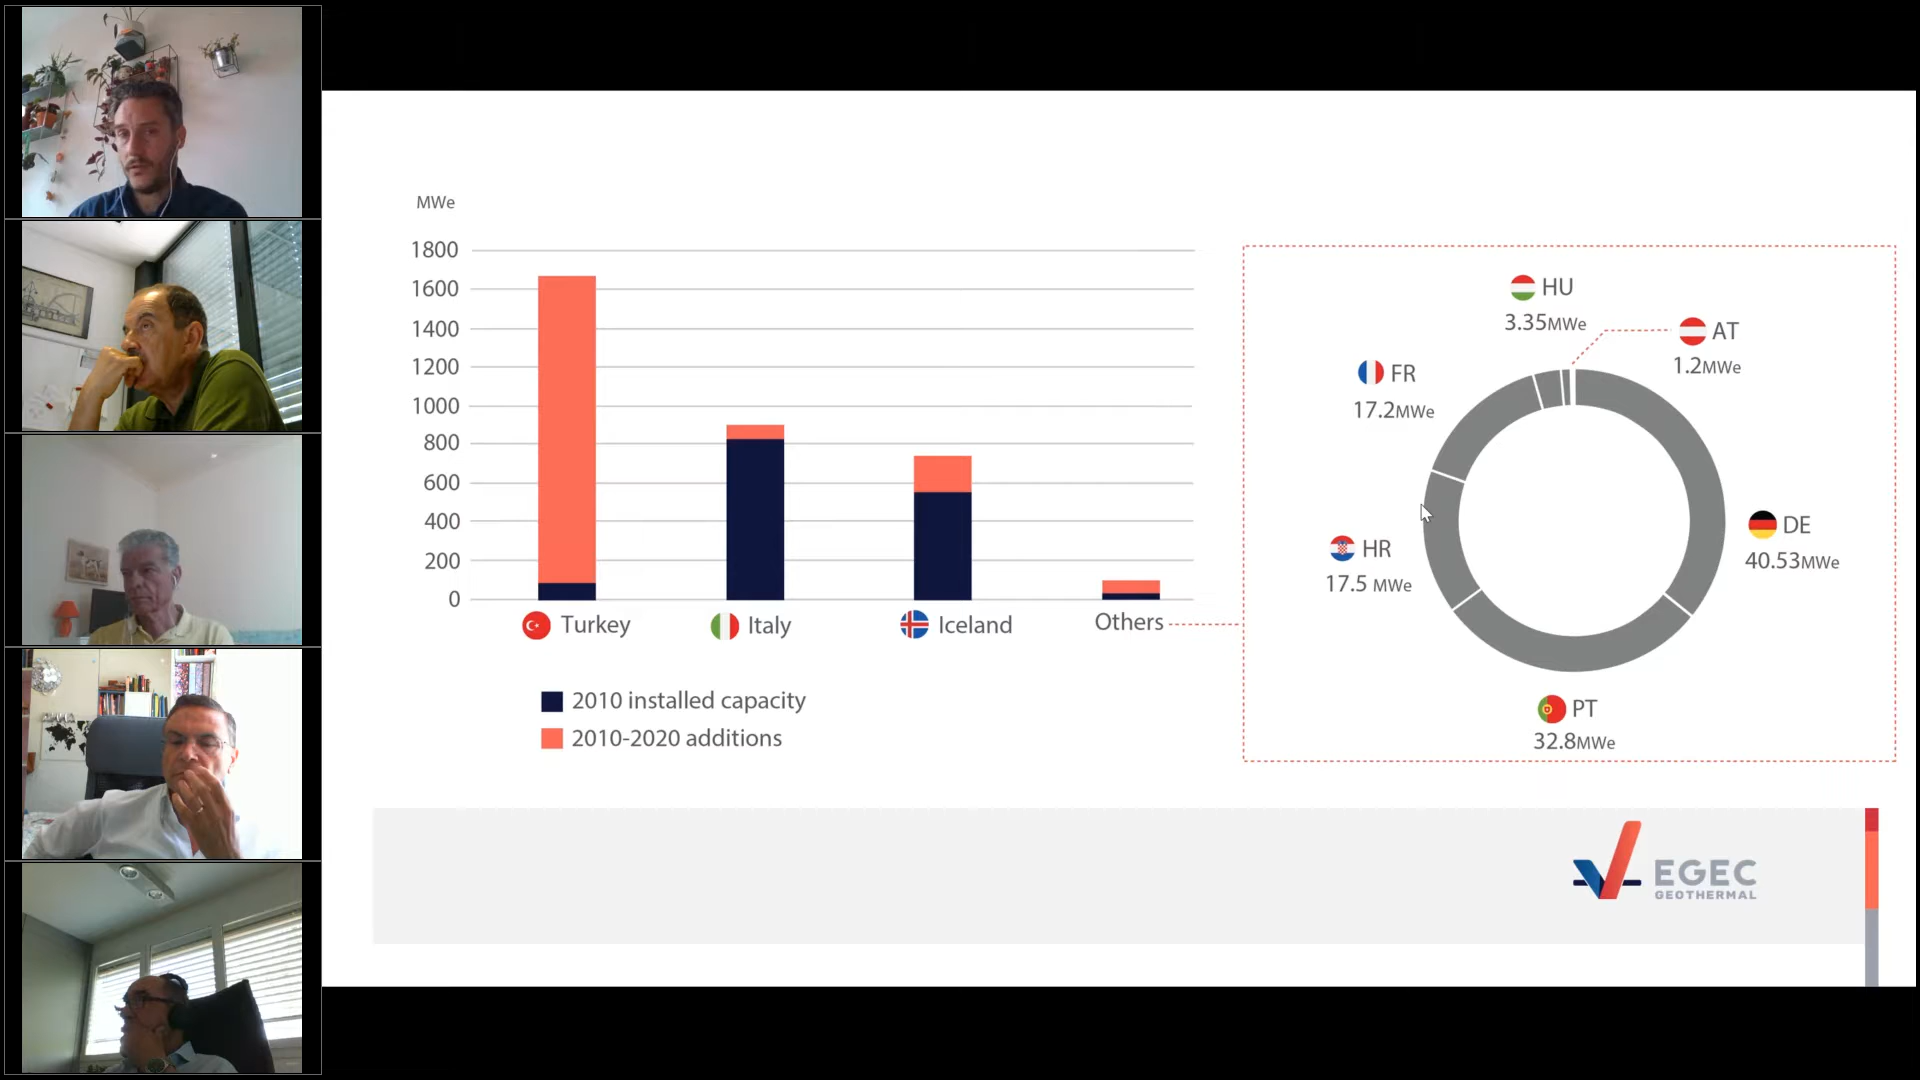 MWe
1800
1600
1400
1200
1000
800
600
400
200
0
Turkey
Italy
Iceland
Others
2010 installed capacity
2010-2020 additions
HU
3.35MWe
AT
1.2MWe
FR
17.2MWe
HR
17.5 MWe
DE
40.53MWe
PT
32.8MWe
EGEC
GEOTHERMAL